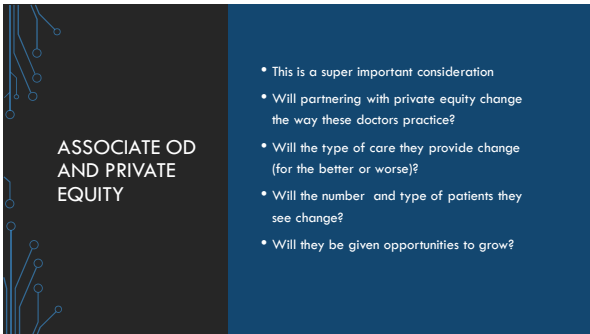 ASSOCIATE OD
AND PRIVATE
EQUITY
• This is a super important consideration
• Will partnering with private equity change
the way these doctors practice?
• Will the type of care they provide change
(for the better or worse)?
• Will the number and type of patients they
see change?
• Will they be given opportunities to grow?